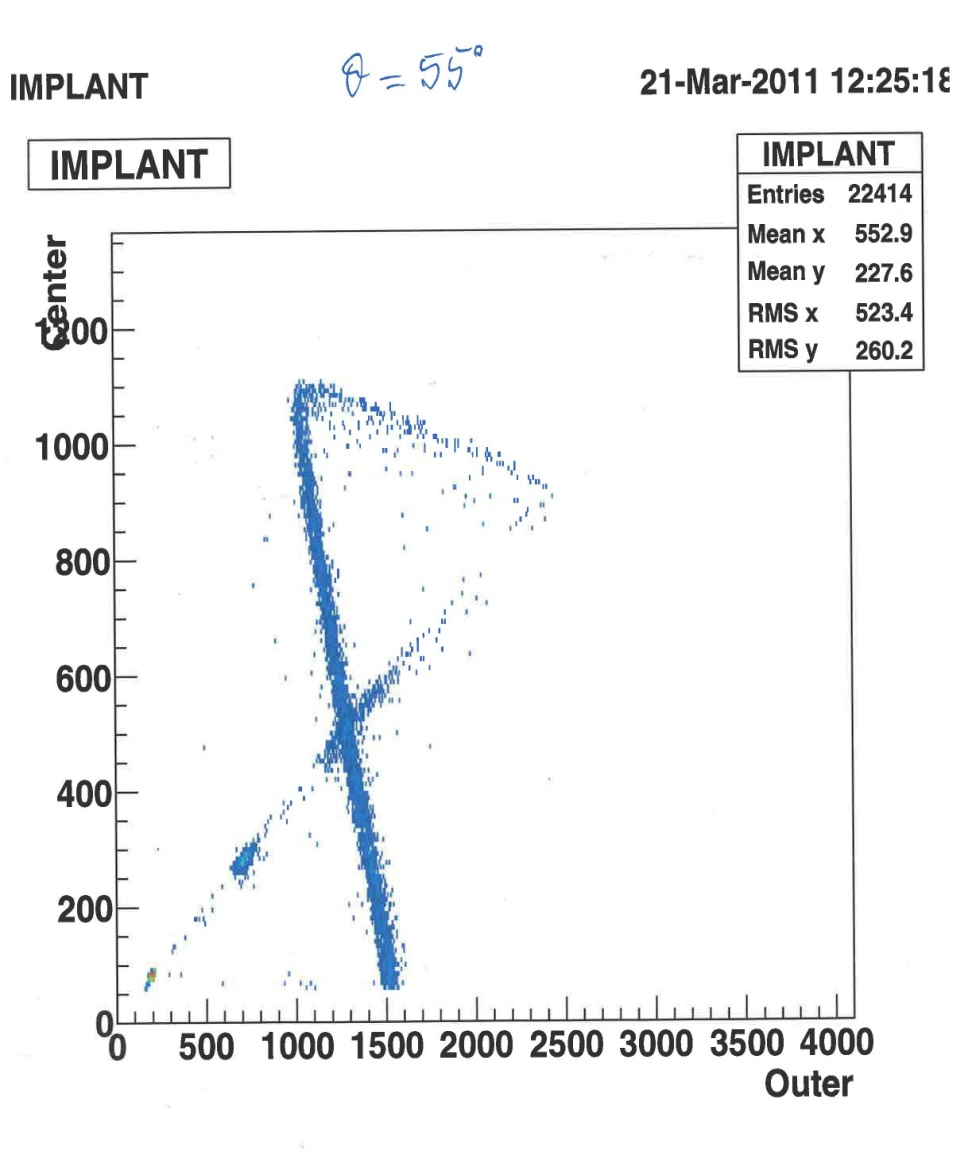 IMPLANT
θ = 55°
21-Mar-2011 12:25:18
IMPLANT
IMPLANT
Entries 22414
Mean x 552.9
Mean y 227.6
RMS x 523.4
RMS y 260.2
Center
1200
1000
800
600
400
200
0
0 500 1000 1500 2000 2500 3000 3500 4000
Outer